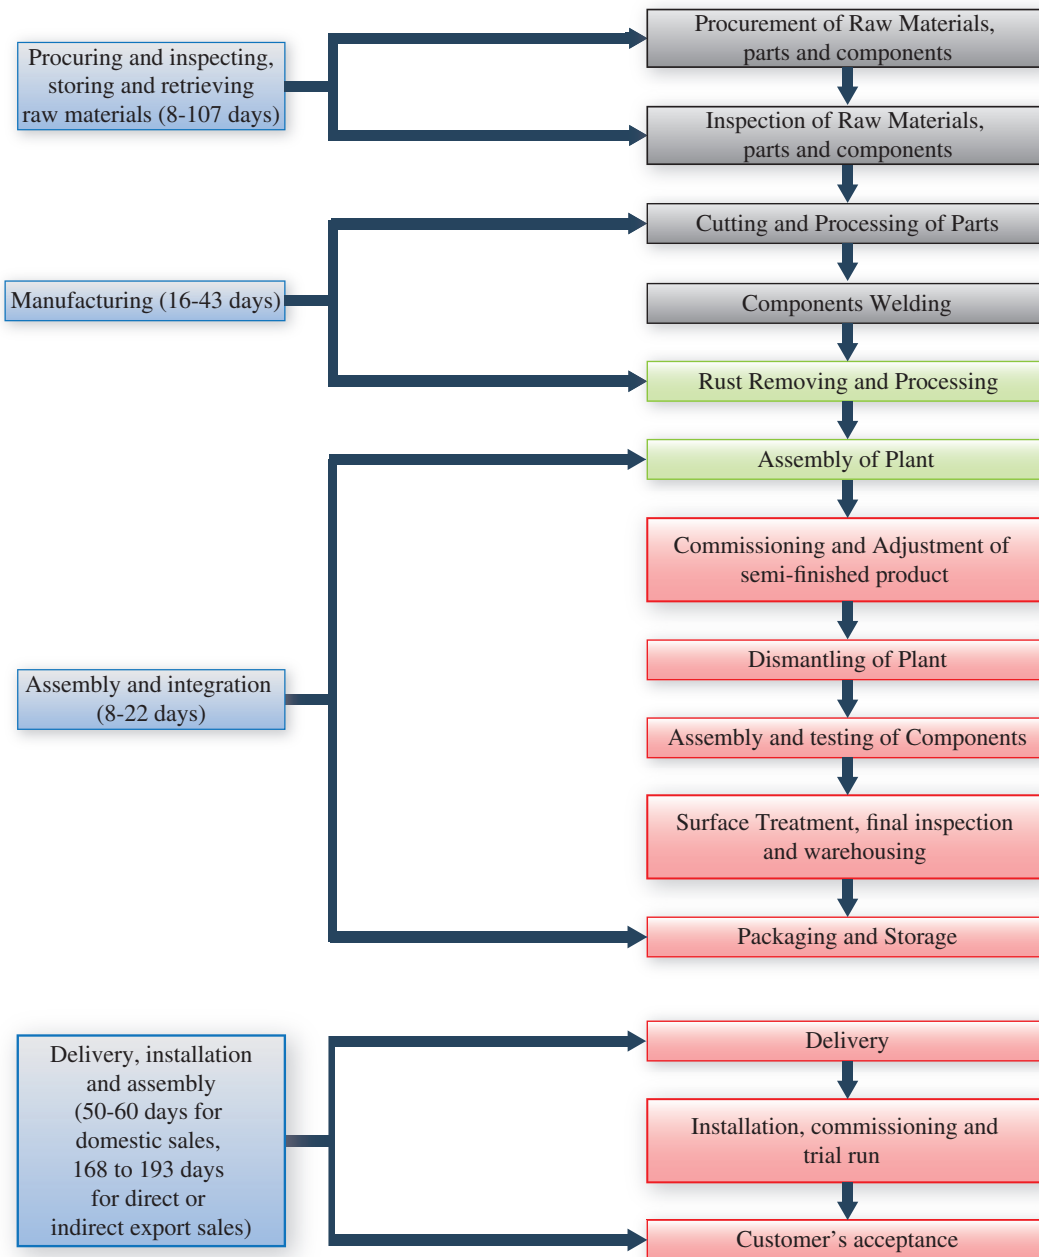 Procuring and inspecting,
storing and retrieving
raw materials (8-107 days)
Procurement of Raw Materials,
parts and components
Inspection of Raw Materials,
parts and components
Manufacturing (16-43 days)
Cutting and Processing of Parts
Components Welding
Rust Removing and Processing
Assembly and integration
(8-22 days)
Assembly of Plant
Commissioning and Adjustment of
semi-finished product
Dismantling of Plant
Assembly and testing of Components
Surface Treatment, final inspection
and warehousing
Packaging and Storage
Delivery, installation
and assembly
(50-60 days for
domestic sales,
168 to 193 days
for direct or
indirect export sales)
Delivery
Installation, commissioning and
trial run
Customer’s acceptance